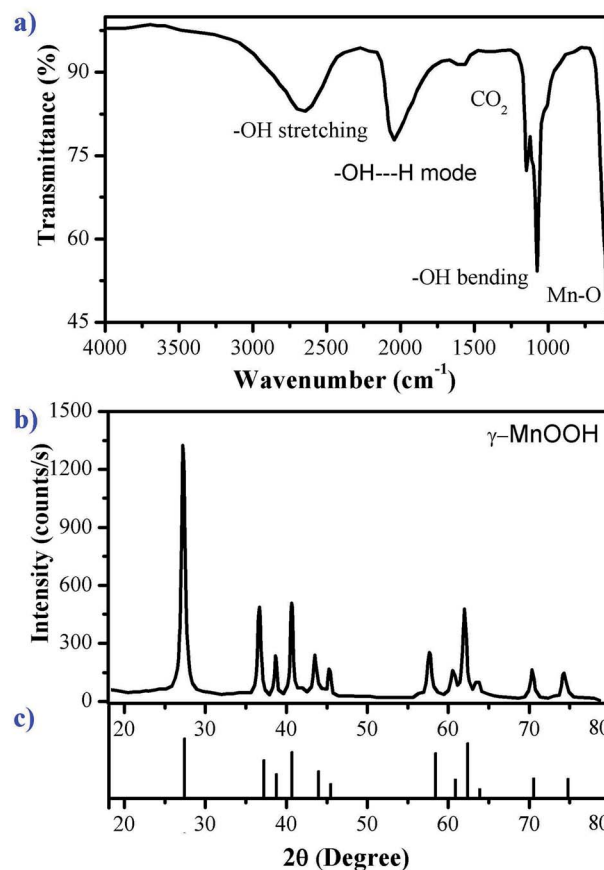 a)
Transmittance (%)
90
75
60
45
-OH stretching
-OH---H mode
CO2
-OH bending
Mn-O
4000 3500 3000 2500 2000 1500 1000
Wavenumber (cm-1)
b)
Intensity (counts/s)
1500
1200
900
600
300
0
γ-MnOOH
20 30 40 50 60 70 80
c)
20 30 40 50 60 70 80
2θ (Degree)